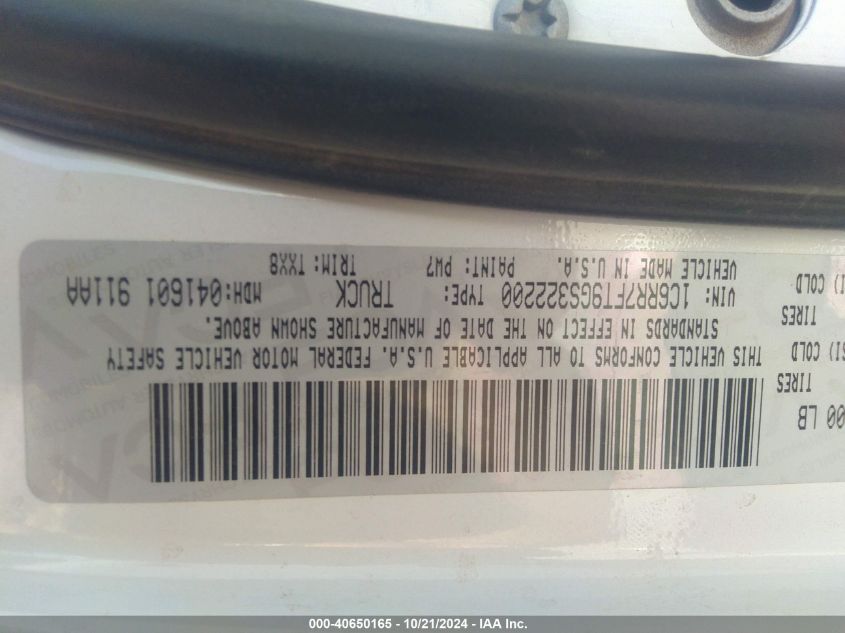 00 LB
TIRES
SI) COLD
TIRES
I) COLD
THIS VEHICLE CONFORMS TO ALL APPLICABLE U.S.A. FEDERAL MOTOR VEHICLE SAFETY
STANDARDS IN EFFECT ON THE DATE OF MANUFACTURE SHOWN ABOVE.
VIN: 1C6RR7FT9GS322200 TYPE: TRUCK MDH:041601 911AA
VEHICLE MADE IN U.S.A. PAINT: PW7 TRIM: TXX8
000-40650165 - 10/21/2024 - IAA Inc.